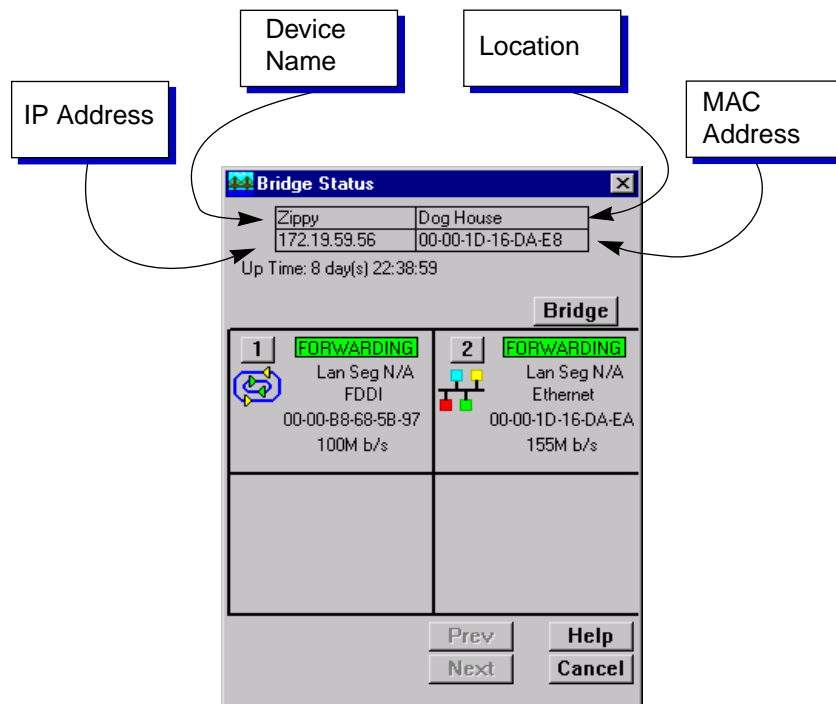 Device
Name
Location
IP Address
MAC
Address
Bridge Status
Zippy Dog House
172.19.59.56 00-00-1D-16-DA-E8
Up Time: 8 day(s) 22:38:59
Bridge
1 FORWARDING
Lan Seg N/A
FDDI
00-00-B8-68-5B-97
100M b/s
2 FORWARDING
Lan Seg N/A
Ethernet
00-00-1D-16-DA-EA
155M b/s
Prev Help
Next Cancel